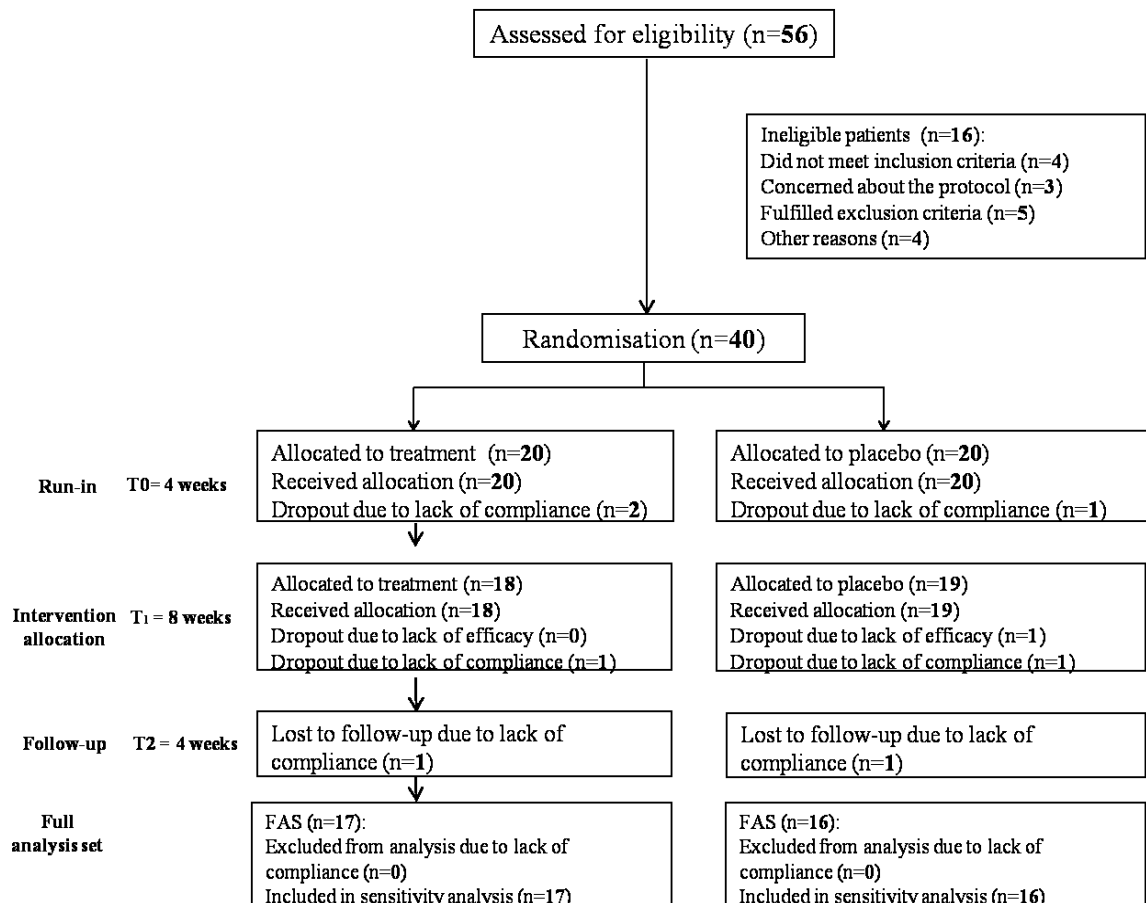 Assessed for eligibility (n=56)
Ineligible patients (n=16):
Did not meet inclusion criteria (n=4)
Concerned about the protocol (n=3)
Fulfilled exclusion criteria (n=5)
Other reasons (n=4)
Randomisation (n=40)
Run-in T0= 4 weeks
Allocated to treatment (n=20)
Received allocation (n=20)
Dropout due to lack of compliance (n=2)
Allocated to placebo (n=20)
Received allocation (n=20)
Dropout due to lack of compliance (n=1)
Intervention
allocation
T1 = 8 weeks
Allocated to treatment (n=18)
Received allocation (n=18)
Dropout due to lack of efficacy (n=0)
Dropout due to lack of compliance (n=1)
Allocated to placebo (n=19)
Received allocation (n=19)
Dropout due to lack of efficacy (n=1)
Dropout due to lack of compliance (n=1)
Follow-up T2 = 4 weeks
Lost to follow-up due to lack of
compliance (n=1)
Lost to follow-up due to lack of
compliance (n=1)
Full
analysis set
FAS (n=17):
Excluded from analysis due to lack of
compliance (n=0)
Included in sensitivity analysis (n=17)
FAS (n=16):
Excluded from analysis due to lack of
compliance (n=0)
Included in sensitivity analysis (n=16)